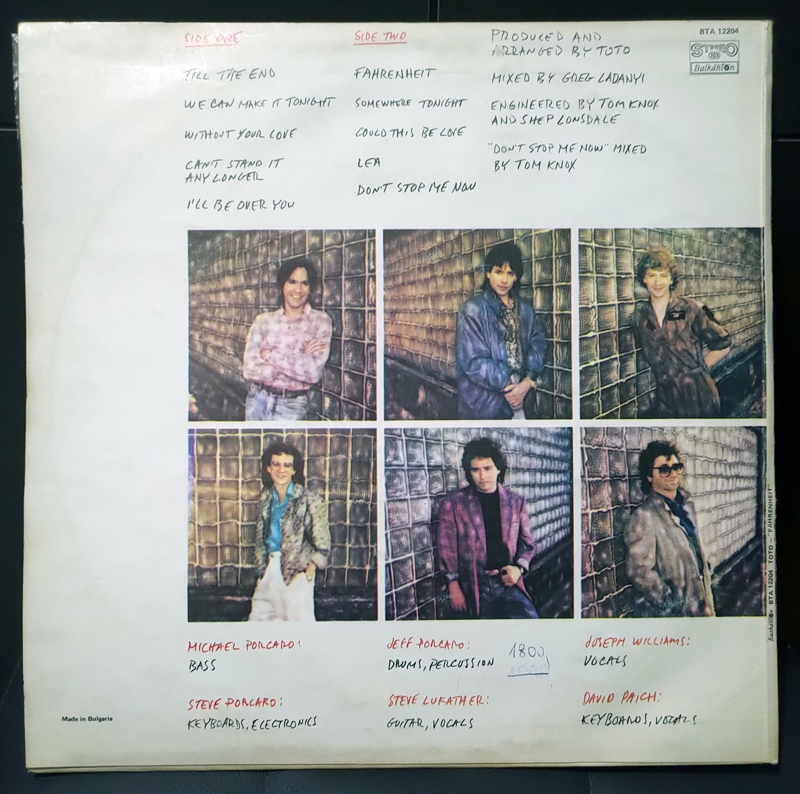 SIDE ONE
TILL THE END
WE CAN MAKE IT TONIGHT
WITHOUT YOUR LOVE
CAN'T STAND IT
ANY LONGER
I'LL BE OVER YOU
SIDE TWO
FAHRENHEIT
SOMEWHERE TONIGHT
COULD THIS BE LOVE
LEA
DON'T STOP ME NOW
PRODUCED AND
ARRANGED BY TOTO
MIXED BY GREG LADANYI
ENGINEERED BY TOM KNOX
AND SHEP LONSDALE
"DON'T STOP ME NOW" MIXED
BY TOM KNOX
BTA 12204
STEREO
Balkanton
Balkanton BTA 12204 TOTO — "FAHRENHEIT"
MICHAEL PORCARO:
BASS
JEFF PORCARO:
DRUMS, PERCUSSION
1800
JOSEPH WILLIAMS:
VOCALS
STEVE PORCARO:
KEYBOARDS, ELECTRONICS
STEVE LUKATHER:
GUITAR, VOCALS
DAVID PAICH:
KEYBOARDS, VOCALS
Made in Bulgaria